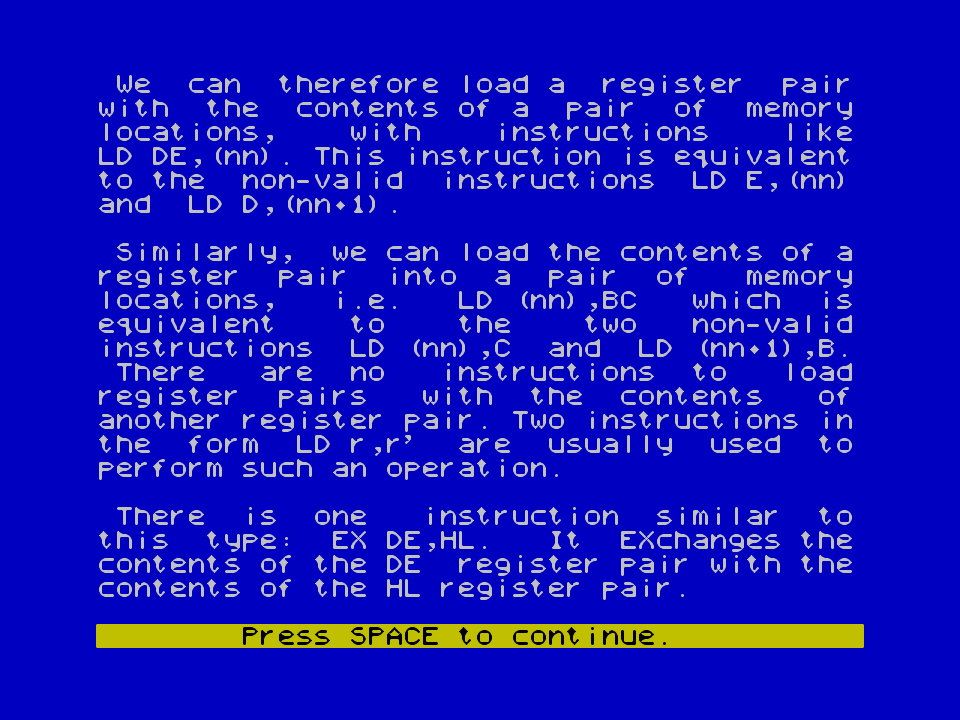 We can therefore load a register pair
with the contents of a pair of memory
locations, with instructions like
LD DE,(nn). This instruction is equivalent
to the non-valid instructions LD E,(nn)
and LD D,(nn+1).
Similarly, we can load the contents of a
register pair into a pair of memory
locations, i.e. LD (nn),BC which is
equivalent to the two non-valid
instructions LD (nn),C and LD (nn+1),B.
There are no instructions to load
register pairs with the contents of
another register pair. Two instructions in
the form LD r,r' are usually used to
perform such an operation.
There is one instruction similar to
this type: EX DE,HL. It EXchanges the
contents of the DE register pair with the
contents of the HL register pair.
Press SPACE to continue.